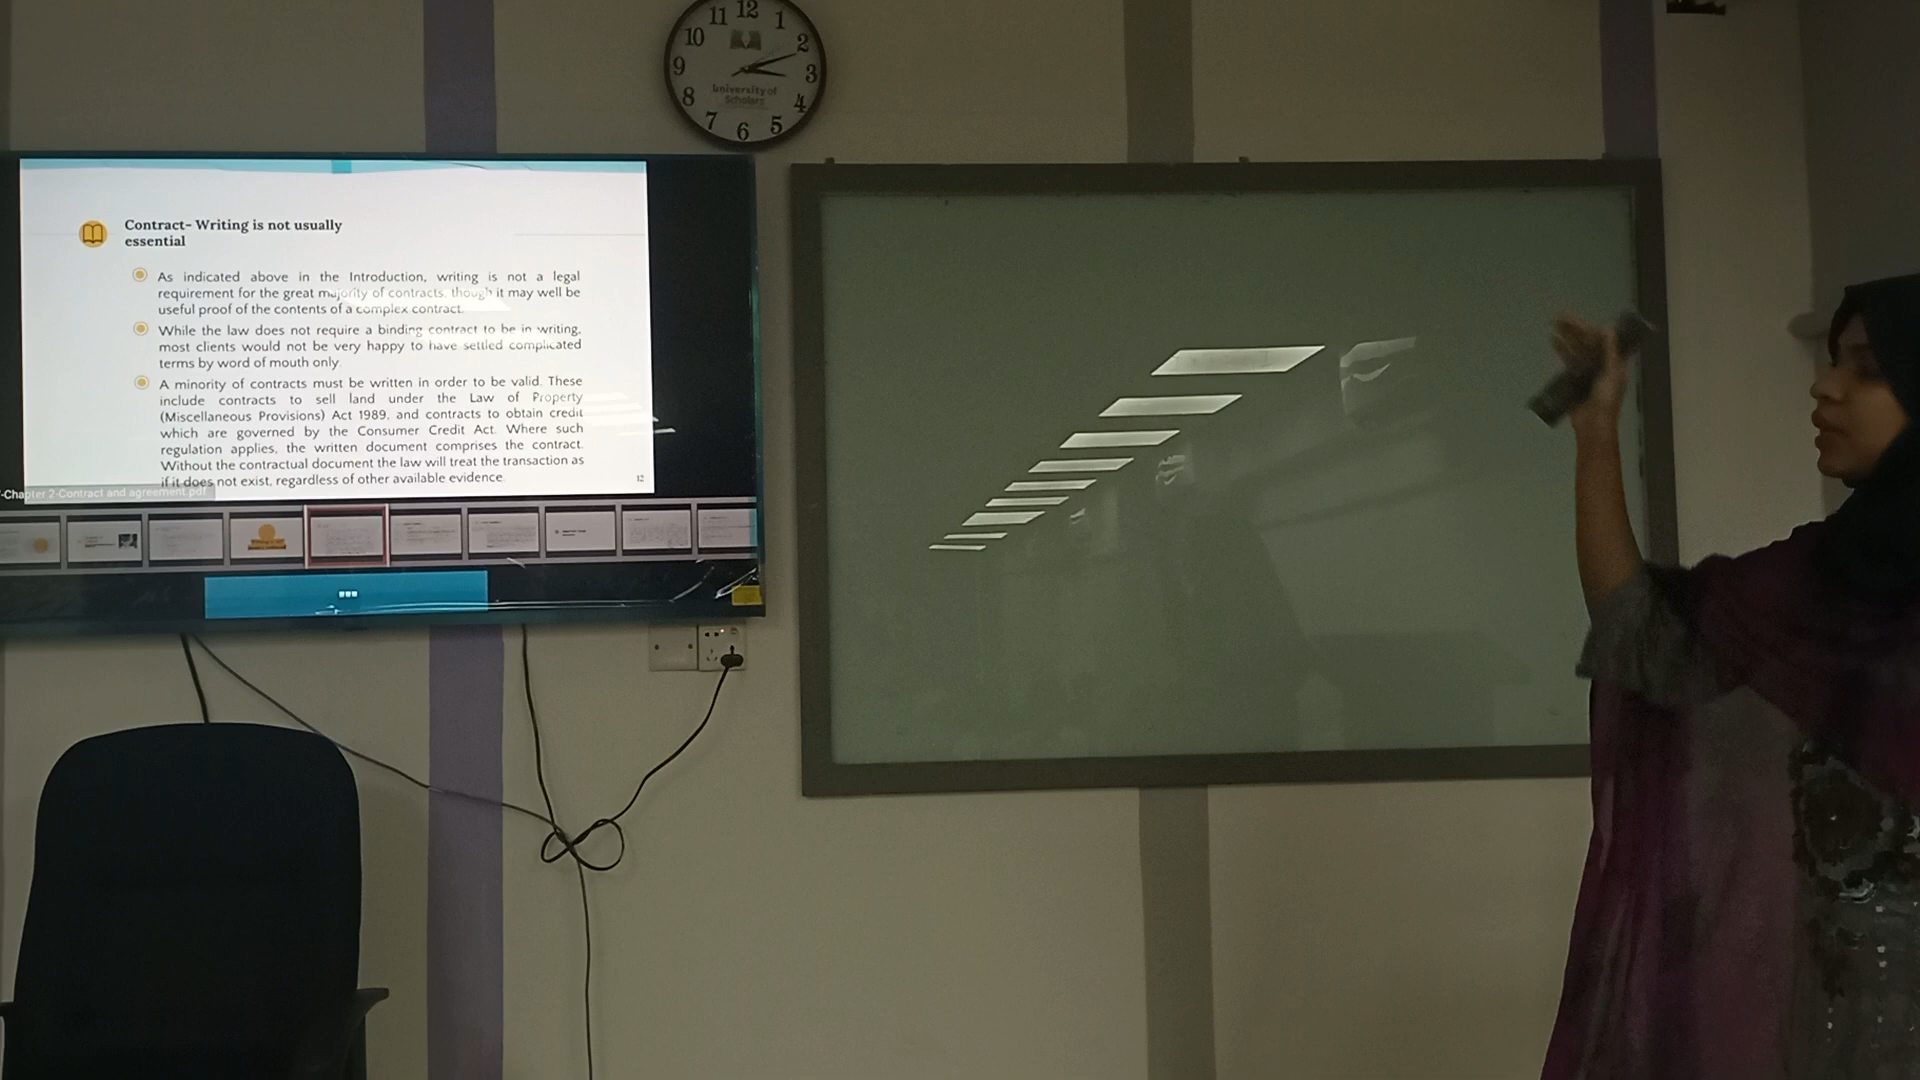 11 12 1
10 2
9 3
8 4
7 6 5
University of
Scholars
Contract- Writing is not usually
essential
As indicated above in the Introduction, writing is not a legal
requirement for the great majority of contracts, though it may well be
useful proof of the contents of a complex contract.
While the law does not require a binding contract to be in writing,
most clients would not be very happy to have settled complicated
terms by word of mouth only.
A minority of contracts must be written in order to be valid. These
include contracts to sell land under the Law of Property
(Miscellaneous Provisions) Act 1989, and contracts to obtain credit
which are governed by the Consumer Credit Act. Where such
regulation applies, the written document comprises the contract.
Without the contractual document the law will treat the transaction as
if it does not exist, regardless of other available evidence.
12
-Chapter 2-Contract and agreement.pdf